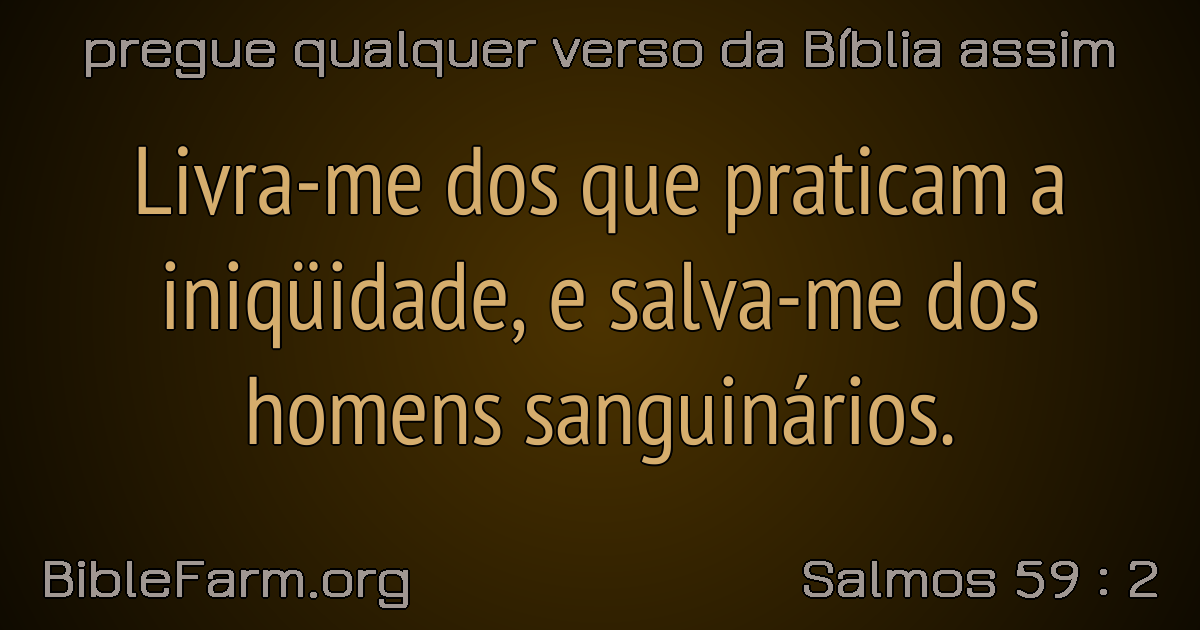 pregue qualquer verso da Bíblia assim
Livra-me dos que praticam a
iniqüidade, e salva-me dos
homens sanguinários.
BibleFarm.org
Salmos 59 : 2